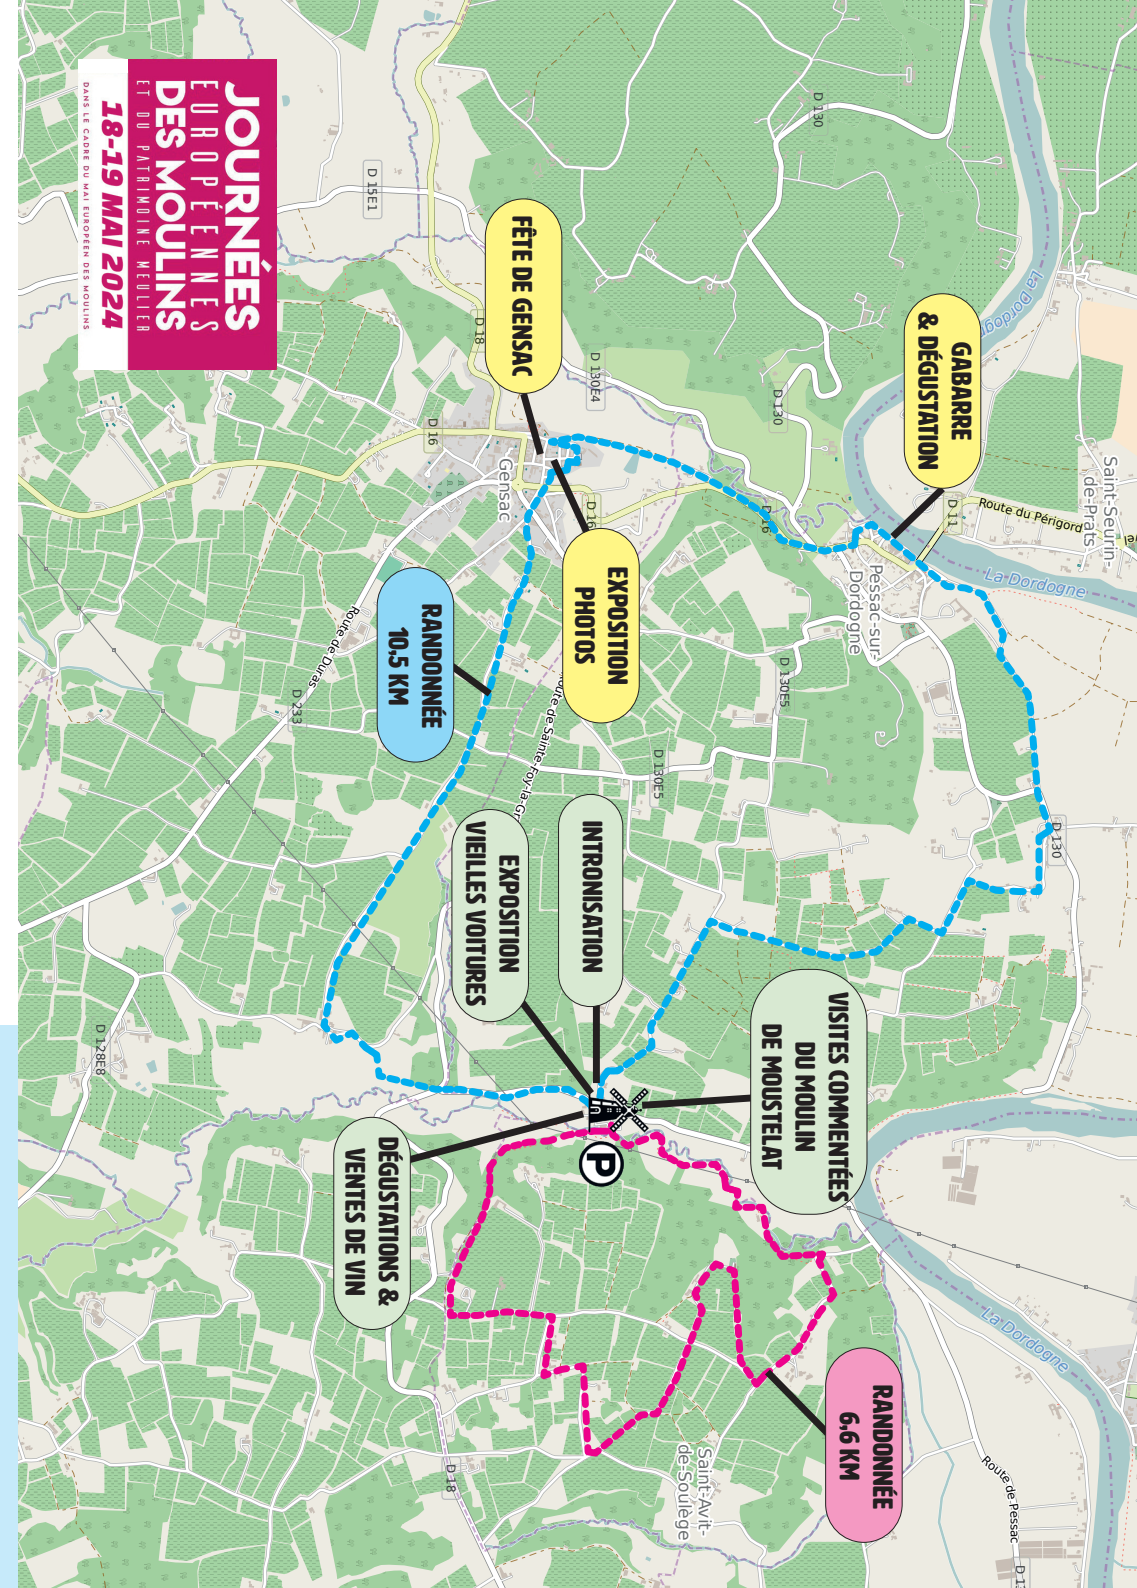 JOURNÉES
EUROPÉENNES
DES MOULINS
ET DU PATRIMOINE MEULIER
18-19 MAI 2024
DANS LE CADRE DU MAI EUROPÉEN DES MOULINS
GABARRE
& DÉGUSTATION
FÊTE DE GENSAC
EXPOSITION
PHOTOS
RANDONNÉE
10,5 KM
INTRONISATION
EXPOSITION
VIEILLES VOITURES
VISITES COMMENTÉES
DU MOULIN
DE MOUSTELAT
DÉGUSTATIONS &
VENTES DE VIN
RANDONNÉE
6.6 KM
P
Saint-Seurin-
de-Prats
Route du Périgord
La Dordogne
La Dordogne
Pessac-sur-
Dordogne
Gensac
Route de Duras
Saint-Avit-
de-Soulège
Route de Pessac
D 130
D 15E1
D 18
D 130E4
D 130
D 16
D 16
D 16
D 11
D 130E5
D 130E5
D 233
D 130
D 128E8
D 18